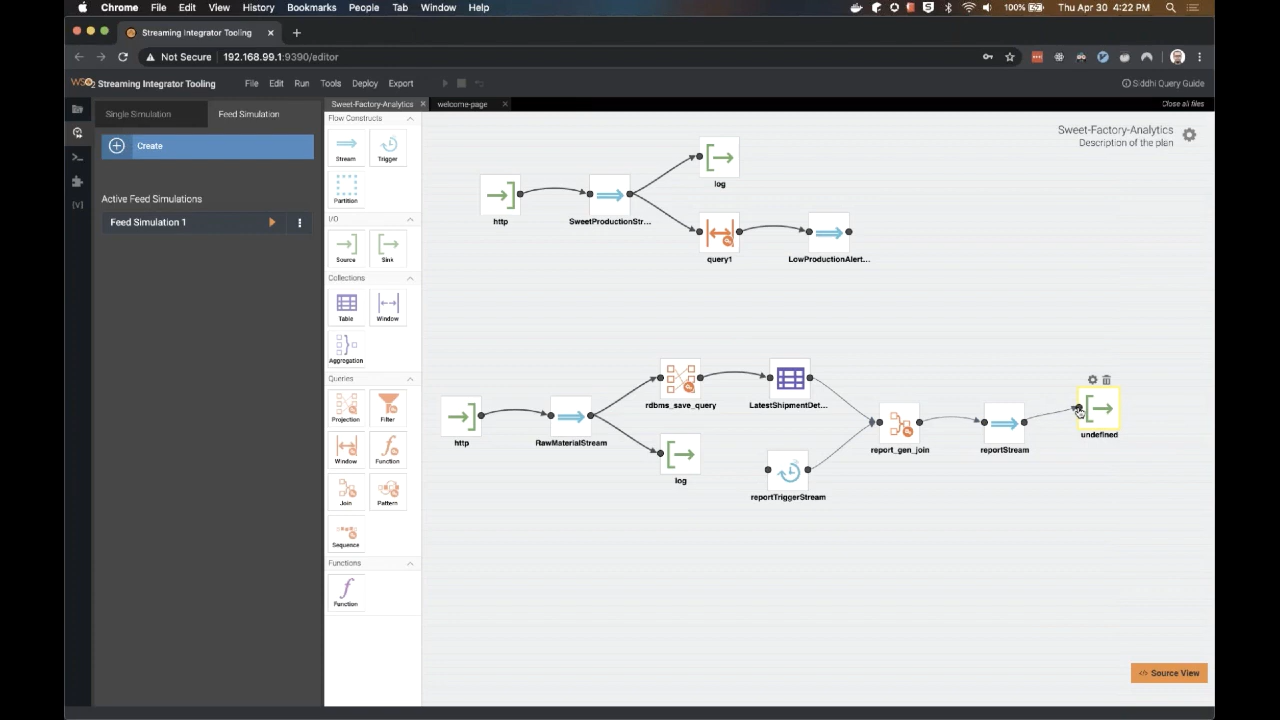 Chrome File Edit View History Bookmarks People Tab Window Help
100% Thu Apr 30 4:22 PM
Streaming Integrator Tooling
Not Secure 192.168.99.1:9390/editor
WSO2 Streaming Integrator Tooling
File Edit Run Tools Deploy Export
Siddhi Query Guide
Single Simulation
Feed Simulation
Sweet-Factory-Analytics
welcome-page
Close all files
Create
Active Feed Simulations
Feed Simulation 1
Flow Constructs
Stream
Trigger
Partition
I/O
Source
Sink
Collections
Table
Window
Aggregation
Queries
Projection
Filter
Window
Function
Join
Pattern
Sequence
Functions
Function
Sweet-Factory-Analytics
Description of the plan
log
http
SweetProductionStr...
query1
LowProductionAlert...
rdbms_save_query
LatestShipmentDet...
http
RawMaterialStream
undefined
report_gen_join
reportStream
log
reportTriggerStream
</> Source View